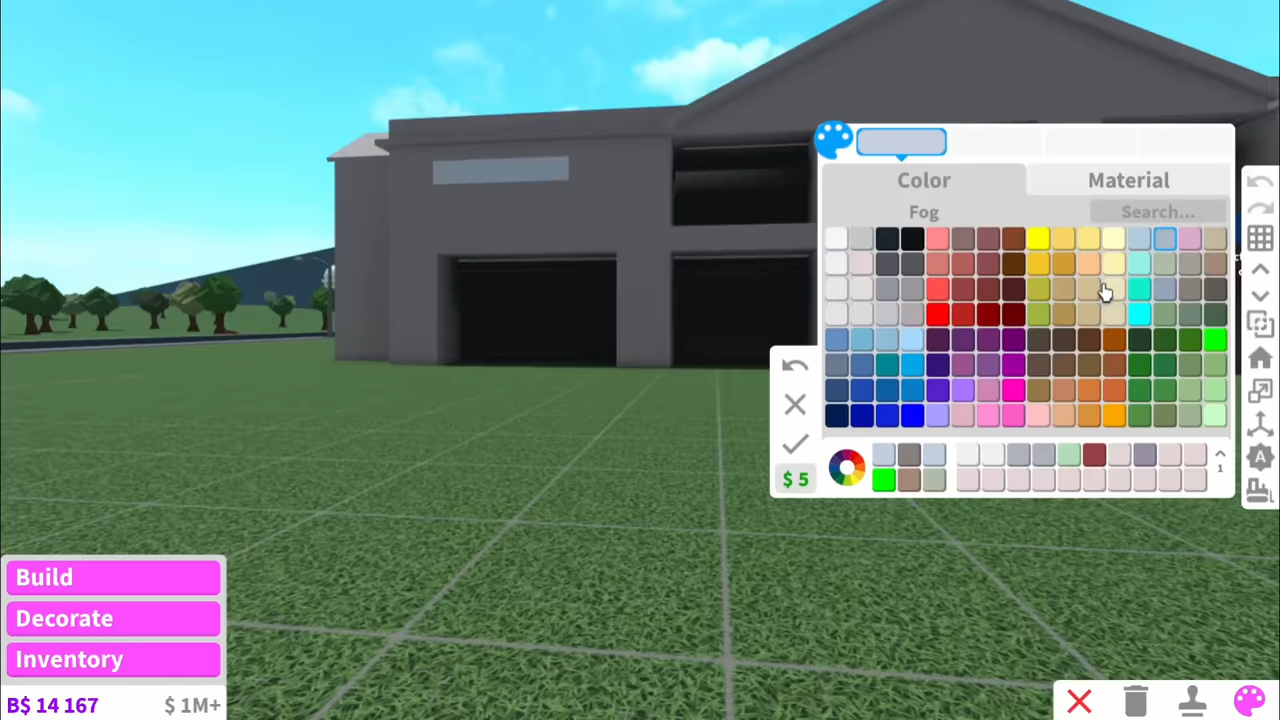 Color
Material
Fog
Search...
1
A
$ 5
Build
Decorate
Inventory
B$ 14 167
$ 1M+